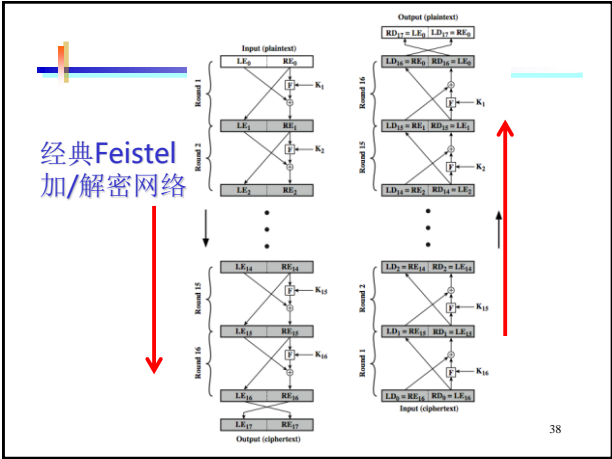 经典Feistel
加/解密网络
Input (plaintext)
LE0 RE0
Round 1
F
K1
LE1 RE1
Round 2
F
K2
LE2 RE2
LE14 RE14
Round 15
F
K15
LE15 RE15
Round 16
F
K16
LE16 RE16
LE17 RE17
Output (ciphertext)
Output (plaintext)
RD17 = LE0 LD17 = RE0
LD16 = RE0 RD16 = LE0
Round 16
F
K1
LD15 = RE1 RD15 = LE1
Round 15
F
K2
LD14 = RE2 RD14 = LE2
LD2 = RE14 RD2 = LE14
Round 2
F
K15
LD1 = RE15 RD1 = LE15
Round 1
F
K16
LD0 = RE16 RD0 = LE16
Input (ciphertext)
38